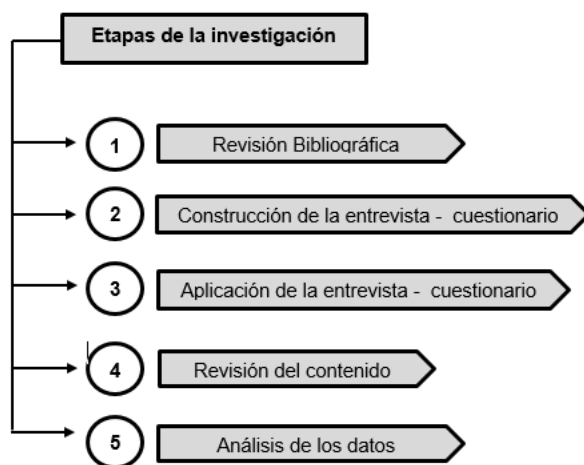 Etapas de la investigación
1 Revisión Bibliográfica
2 Construcción de la entrevista - cuestionario
3 Aplicación de la entrevista - cuestionario
4 Revisión del contenido
5 Análisis de los datos